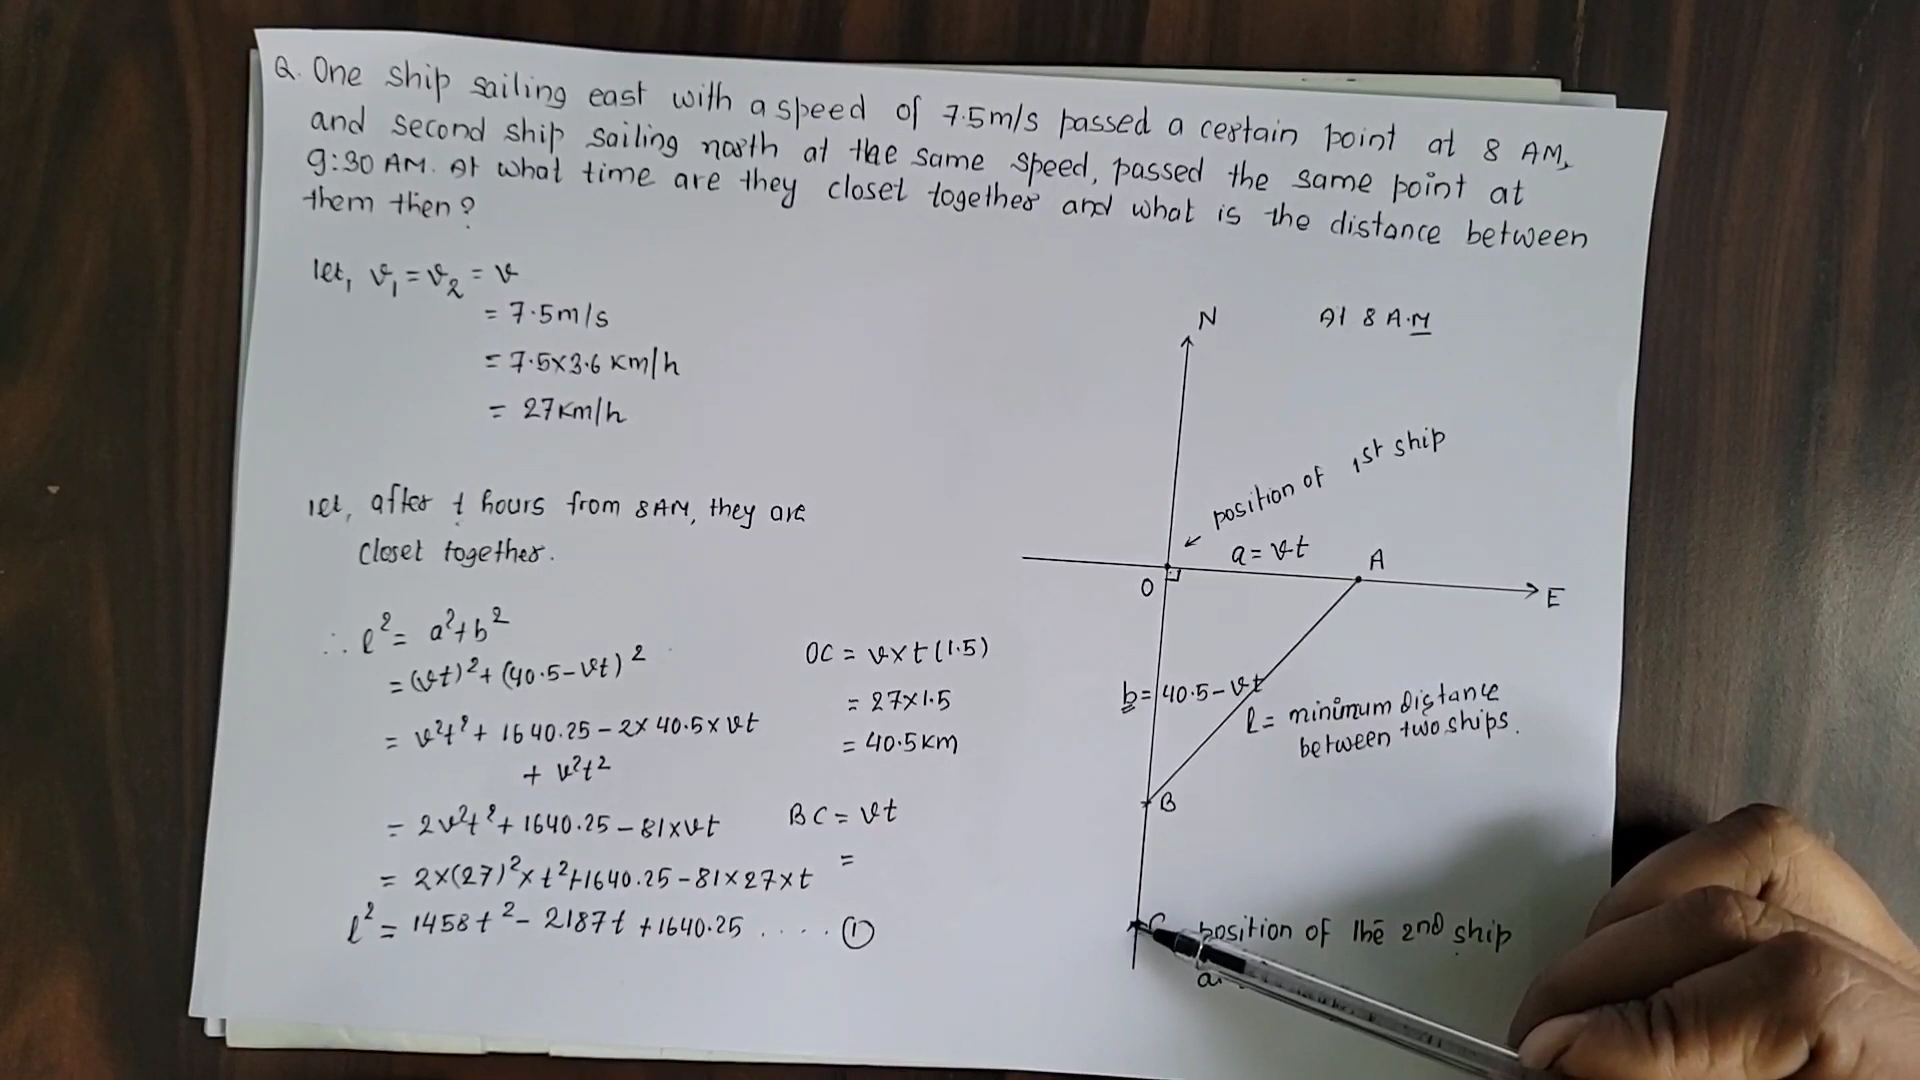 Q. One ship sailing east with a speed of 7.5m/s passed a certain point at 8 AM,
and second ship sailing north at the same speed, passed the same point at
9:30 AM. At what time are they closet together and what is the distance between
them then?
let, v₁ = v₂ = v
= 7.5m/s
= 7.5×3.6 km/h
= 27km/h
let, after t hours from 8AM, they are
closet together.
∴ l² = a²+b²
= (vt)²+(40.5-vt)²
= v²t²+ 1640.25-2×40.5×vt
+ v²t²
= 2v²t²+1640.25-81×vt
= 2×(27)²×t²+1640.25-81×27×t
l² = 1458t²-2187t+1640.25 ..... ①
OC = v×t(1.5)
= 27×1.5
= 40.5km
BC = vt
=
At 8 A.M
N
position of 1st ship
a = vt
A
O
E
b=40.5-vt
l = minimum distance
between two ships.
B
C
position of the 2nd ship